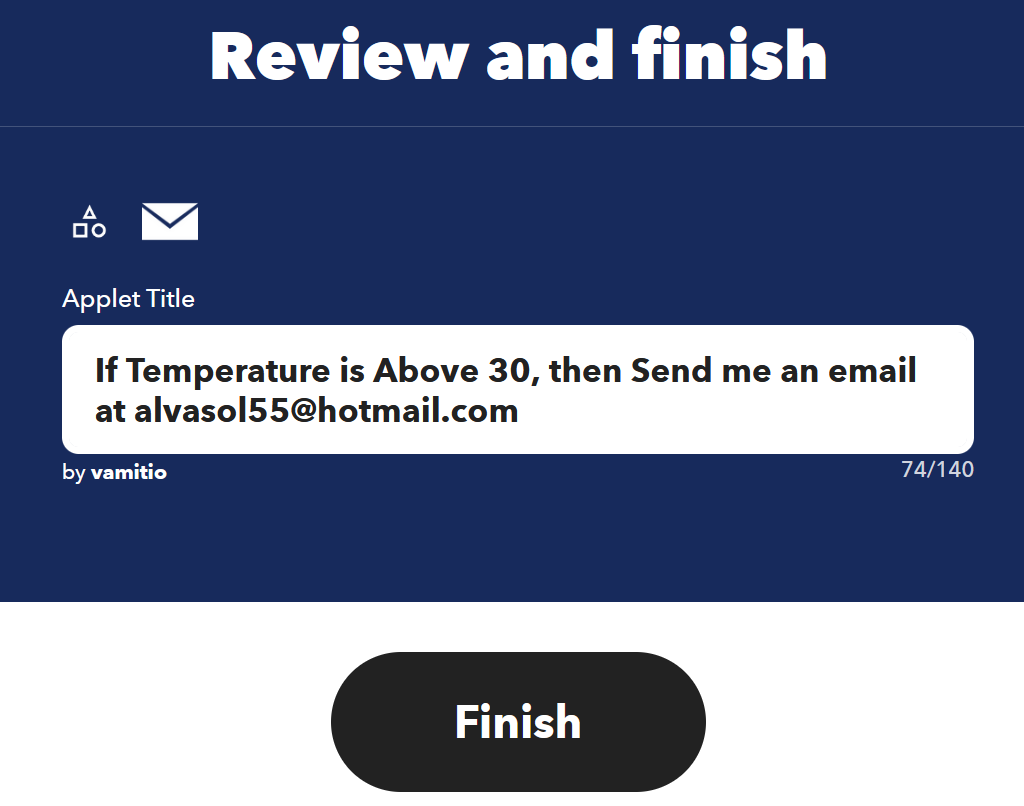 Review and finish
Applet Title
If Temperature is Above 30, then Send me an email
at alvasol55@hotmail.com
by vamitio
74/140
Finish